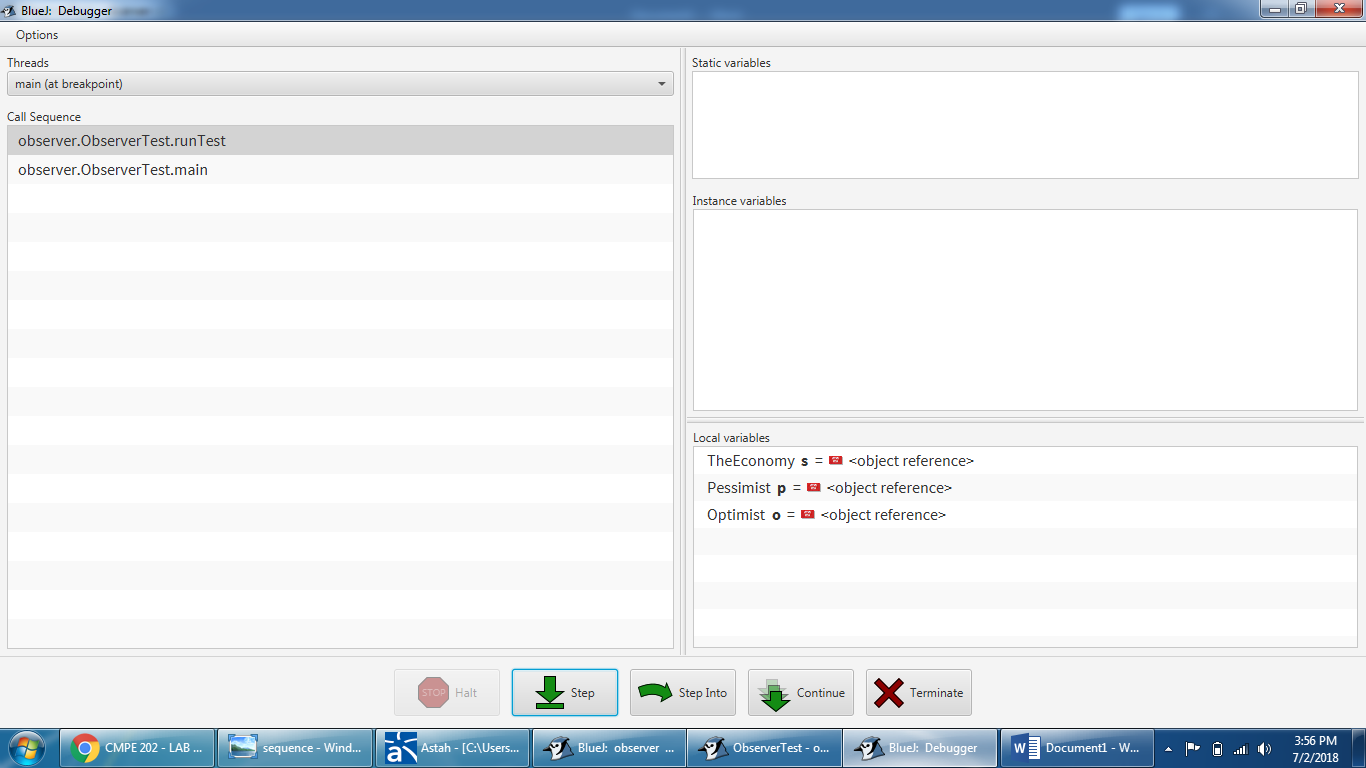 BlueJ: Debugger
Options
Threads
main (at breakpoint)
Call Sequence
observer.ObserverTest.runTest
observer.ObserverTest.main
Static variables
Instance variables
Local variables
TheEconomy s = <object reference>
Pessimist p = <object reference>
Optimist o = <object reference>
STOP Halt
Step
Step Into
Continue
Terminate
CMPE 202 - LAB ...
sequence - Wind...
Astah - [C:\Users...
BlueJ: observer ...
ObserverTest - o...
BlueJ: Debugger
Document1 - W...
3:56 PM
7/2/2018